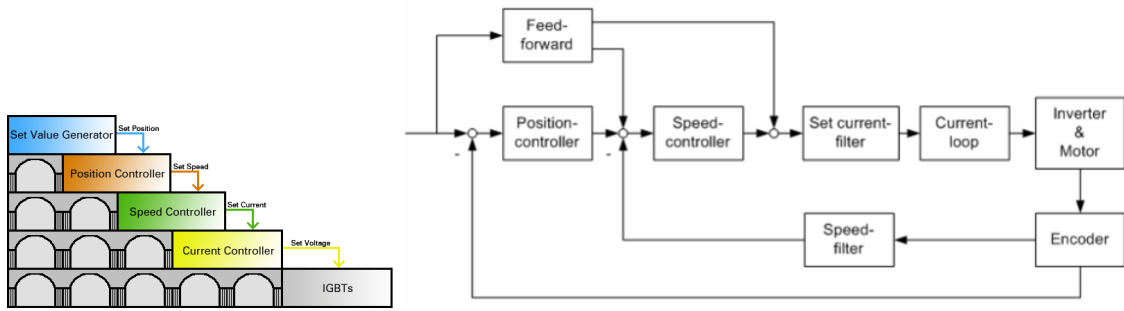 Set Value Generator
Set Position
Position Controller
Set Speed
Speed Controller
Set Current
Current Controller
Set Voltage
IGBTs
Feed-
forward
Position-
controller
Speed-
controller
Set current-
filter
Current-
loop
Inverter
&
Motor
-
-
Speed-
filter
Encoder